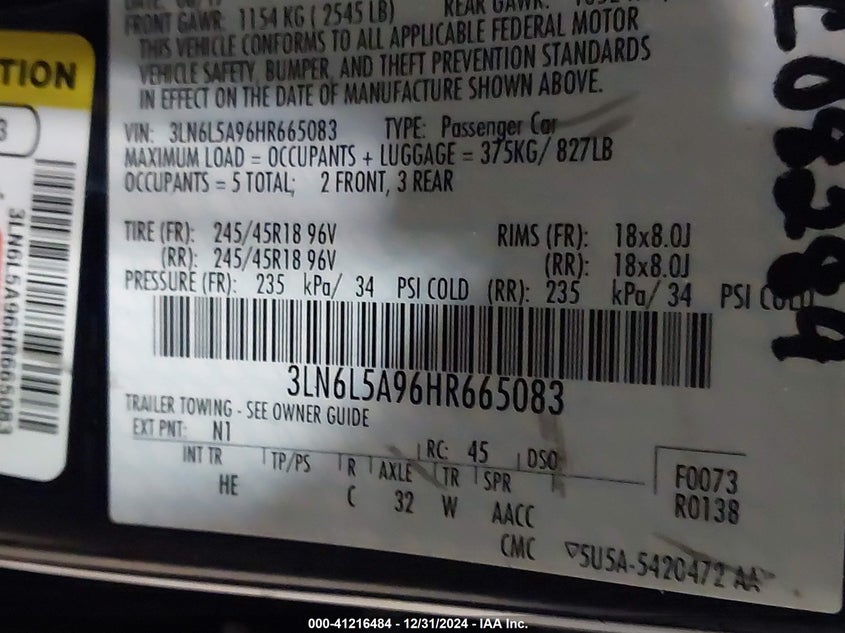 FRONT GAWR: 1154 KG ( 2545 LB) REAR GAWR:
THIS VEHICLE CONFORMS TO ALL APPLICABLE FEDERAL MOTOR
VEHICLE SAFETY, BUMPER, AND THEFT PREVENTION STANDARDS
IN EFFECT ON THE DATE OF MANUFACTURE SHOWN ABOVE.
VIN: 3LN6L5A96HR665083 TYPE: Passenger Car
MAXIMUM LOAD = OCCUPANTS + LUGGAGE = 375KG/ 827LB
OCCUPANTS = 5 TOTAL; 2 FRONT, 3 REAR
TIRE (FR): 245/45R18 96V RIMS (FR): 18x8.0J
(RR): 245/45R18 96V (RR): 18x8.0J
PRESSURE (FR): 235 kPa/ 34 PSI COLD (RR): 235 kPa/ 34 PSI COLD
3LN6L5A96HR665083
TRAILER TOWING - SEE OWNER GUIDE
EXT PNT: N1 RC: 45 DSO:
INT TR TP/PS R AXLE TR SPR
HE C 32 W AACC
CMC
F0073
R0138
5U5A-5420472 AA
TION
3
3LN6L5A96HR665083
000-41216484 - 12/31/2024 - IAA Inc.